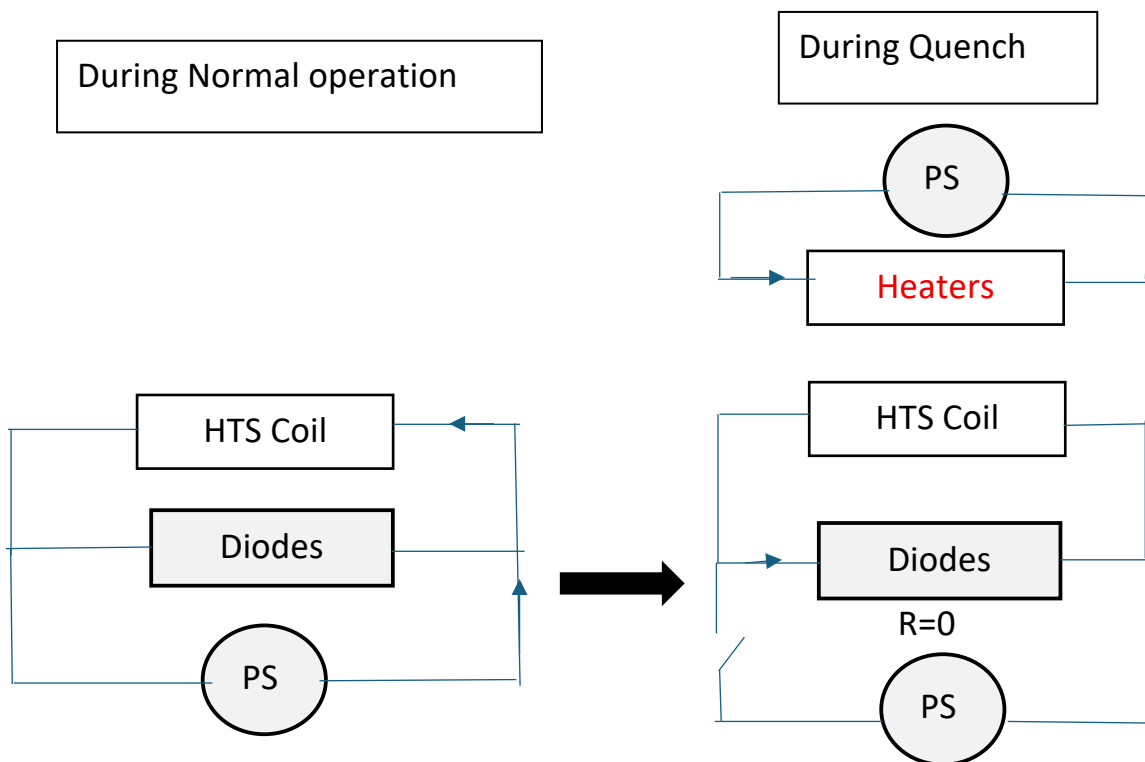 During Normal operation
During Quench
PS
Heaters
HTS Coil
Diodes
PS
HTS Coil
Diodes
R=0
PS